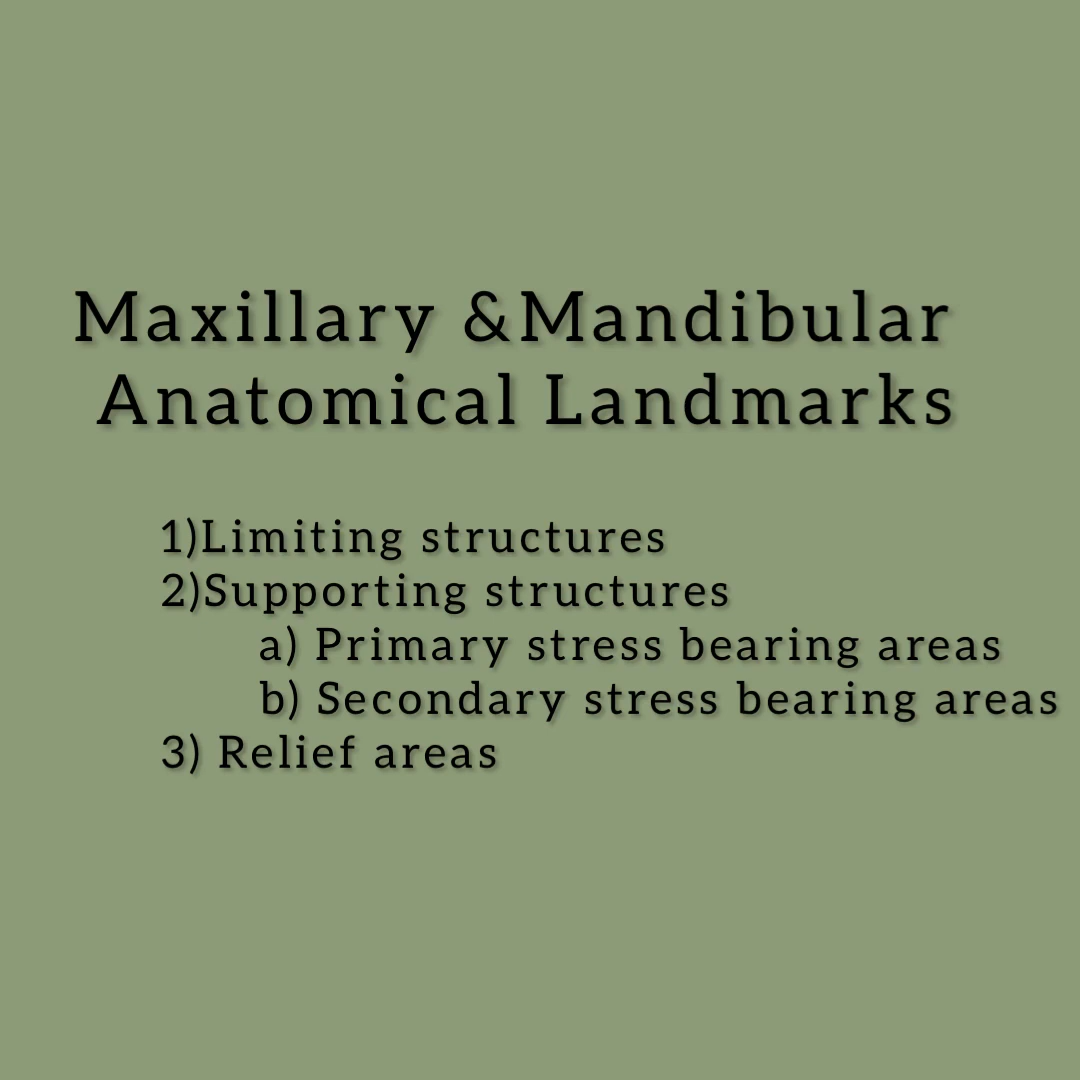 Maxillary &Mandibular
Anatomical Landmarks
1)Limiting structures
2)Supporting structures
a) Primary stress bearing areas
b) Secondary stress bearing areas
3) Relief areas